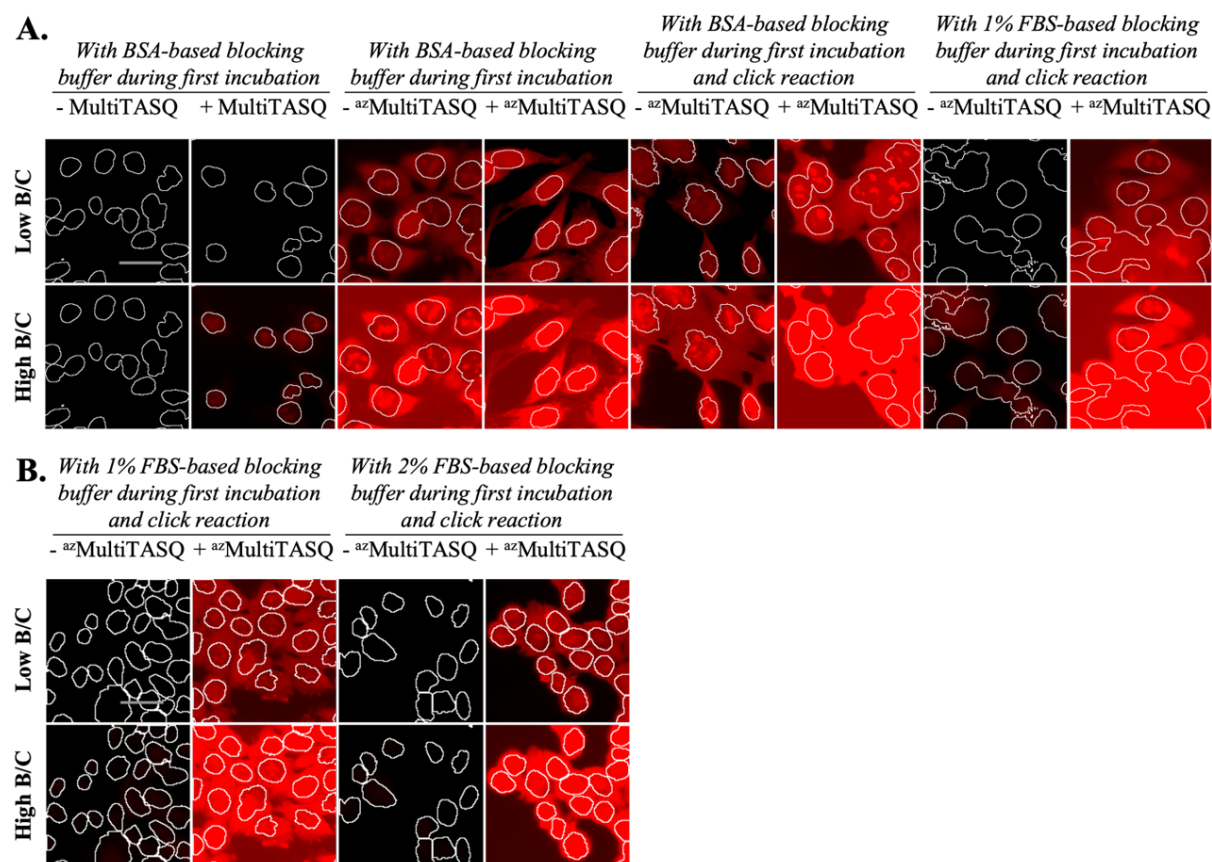 A.
With BSA-based blocking
buffer during first incubation
- MultiTASQ + MultiTASQ
With BSA-based blocking
buffer during first incubation
- azMultiTASQ + azMultiTASQ
With BSA-based blocking
buffer during first incubation
and click reaction
- azMultiTASQ + azMultiTASQ
With 1% FBS-based blocking
buffer during first incubation
and click reaction
- azMultiTASQ + azMultiTASQ
Low B/C
High B/C
B.
With 1% FBS-based blocking
buffer during first incubation
and click reaction
- azMultiTASQ + azMultiTASQ
With 2% FBS-based blocking
buffer during first incubation
and click reaction
- azMultiTASQ + azMultiTASQ
Low B/C
High B/C